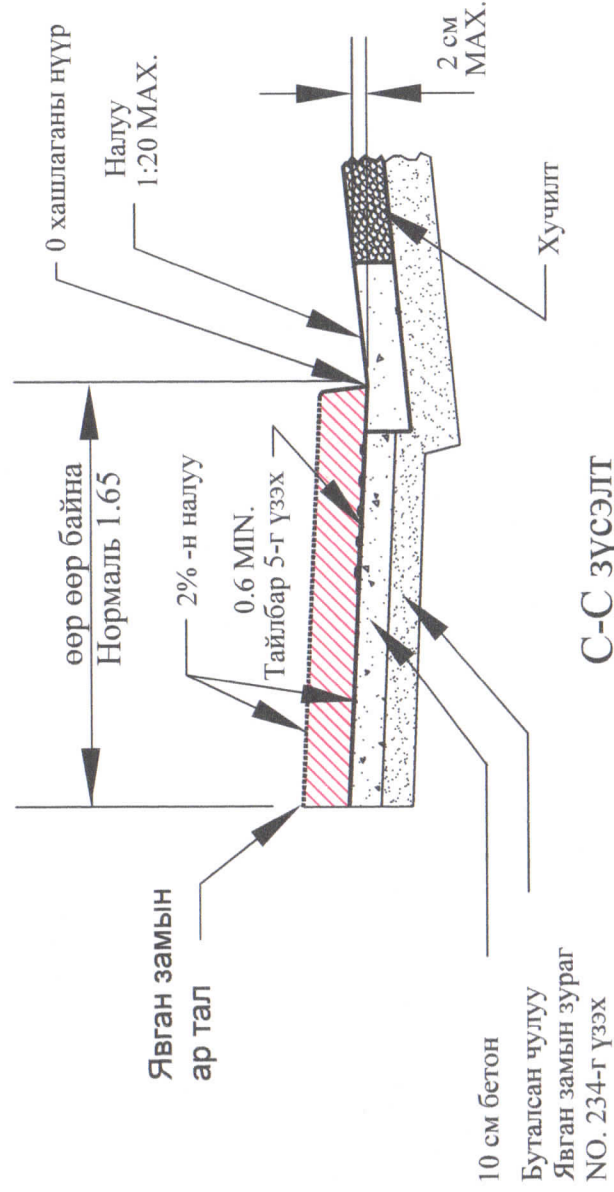 0 хашлаганы нүүр
Налуу
1:20 MAX.
өөр өөр байна
Нормаль 1.65
2% -н налуу
0.6 MIN.
Тайлбар 5-г үзэх
Явган замын
ар тал
2 см
MAX.
Хучилт
10 см бетон
Буталсан чулуу
Явган замын зураг
NO. 234-г үзэх
C-C зүсэлт